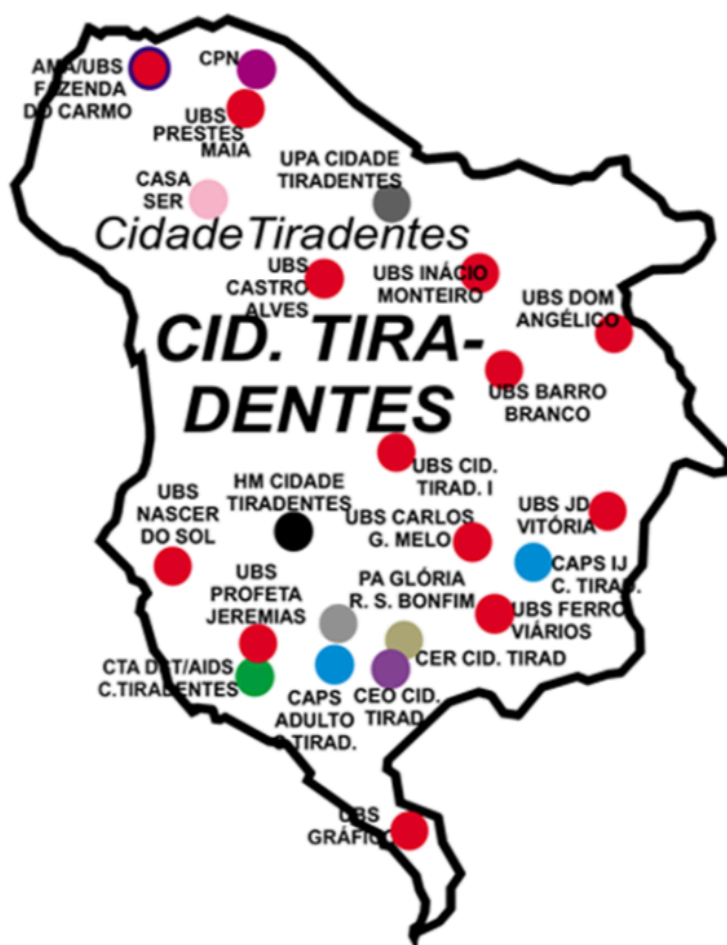 AMA/UBS
FAZENDA
DO CARMO
CPN
UBS
PRESTES
MAIA
CASA
SER
UPA CIDADE
TIRADENTES
Cidade Tiradentes
UBS
CASTRO
ALVES
UBS INÁCIO
MONTEIRO
UBS DOM
ANGÉLICO
CID. TIRA-
DENTES
UBS BARRO
BRANCO
UBS CID.
TIRAD. I
HM CIDADE
TIRADENTES
UBS
NASCER
DO SOL
UBS CARLOS
G. MELO
UBS JD
VITÓRIA
CAPS IJ
C. TIRAD.
UBS
PROFETA
JEREMIAS
PA GLÓRIA
R. S. BONFIM
UBS FERRO
VIÁRIOS
CER CID. TIRAD
CTA DST/AIDS
C.TIRADENTES
CAPS
ADULTO
C.TIRAD.
CEO CID.
TIRAD.
UBS
GRÁFICO